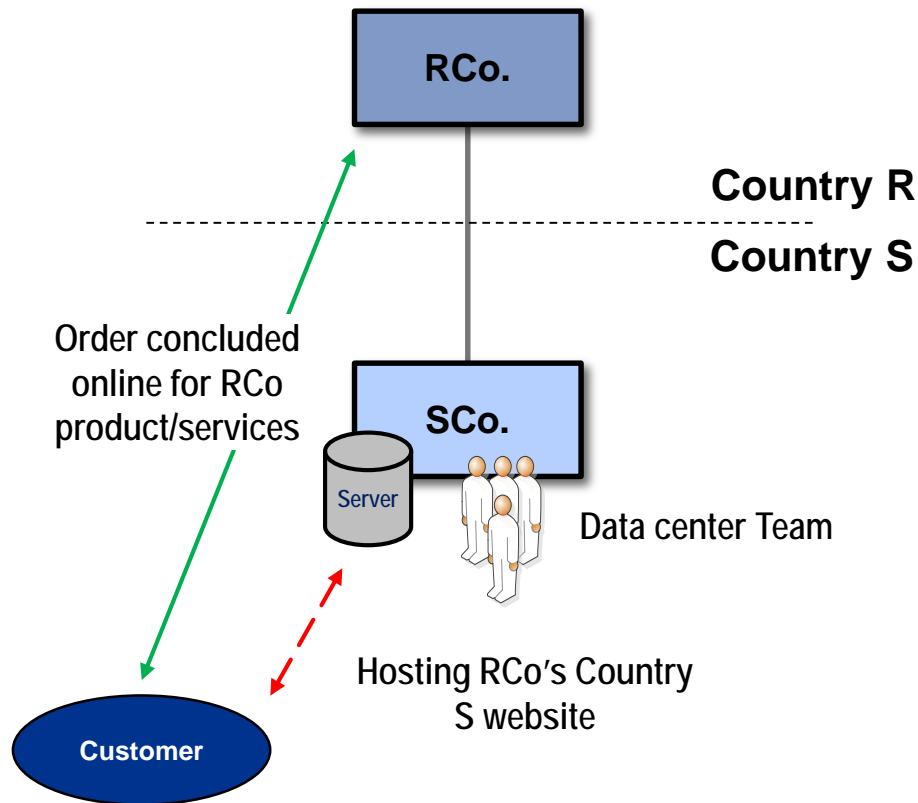 RCo.
Country R
Country S
Order concluded
online for RCo
product/services
SCo.
Server
Data center Team
Hosting RCo’s Country
S website
Customer